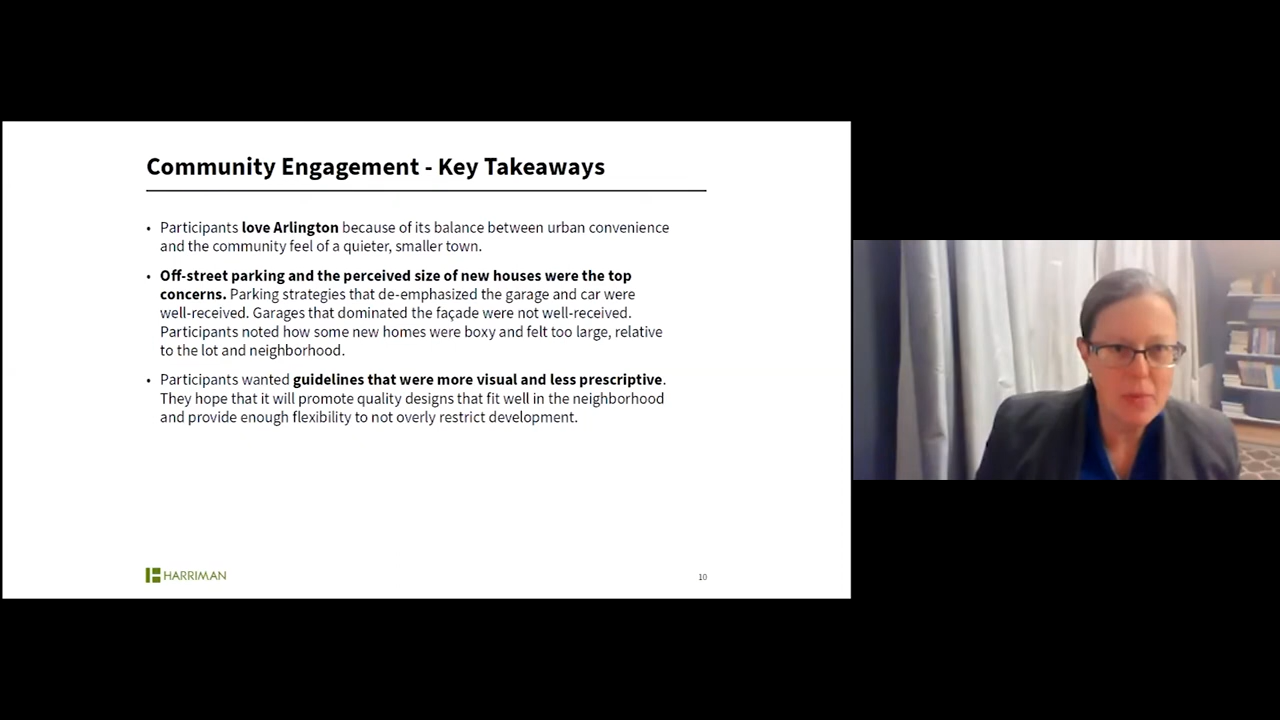 Community Engagement - Key Takeaways
• Participants love Arlington because of its balance between urban convenience
and the community feel of a quieter, smaller town.
• Off-street parking and the perceived size of new houses were the top
concerns. Parking strategies that de-emphasized the garage and car were
well-received. Garages that dominated the façade were not well-received.
Participants noted how some new homes were boxy and felt too large, relative
to the lot and neighborhood.
• Participants wanted guidelines that were more visual and less prescriptive.
They hope that it will promote quality designs that fit well in the neighborhood
and provide enough flexibility to not overly restrict development.
HARRIMAN
10